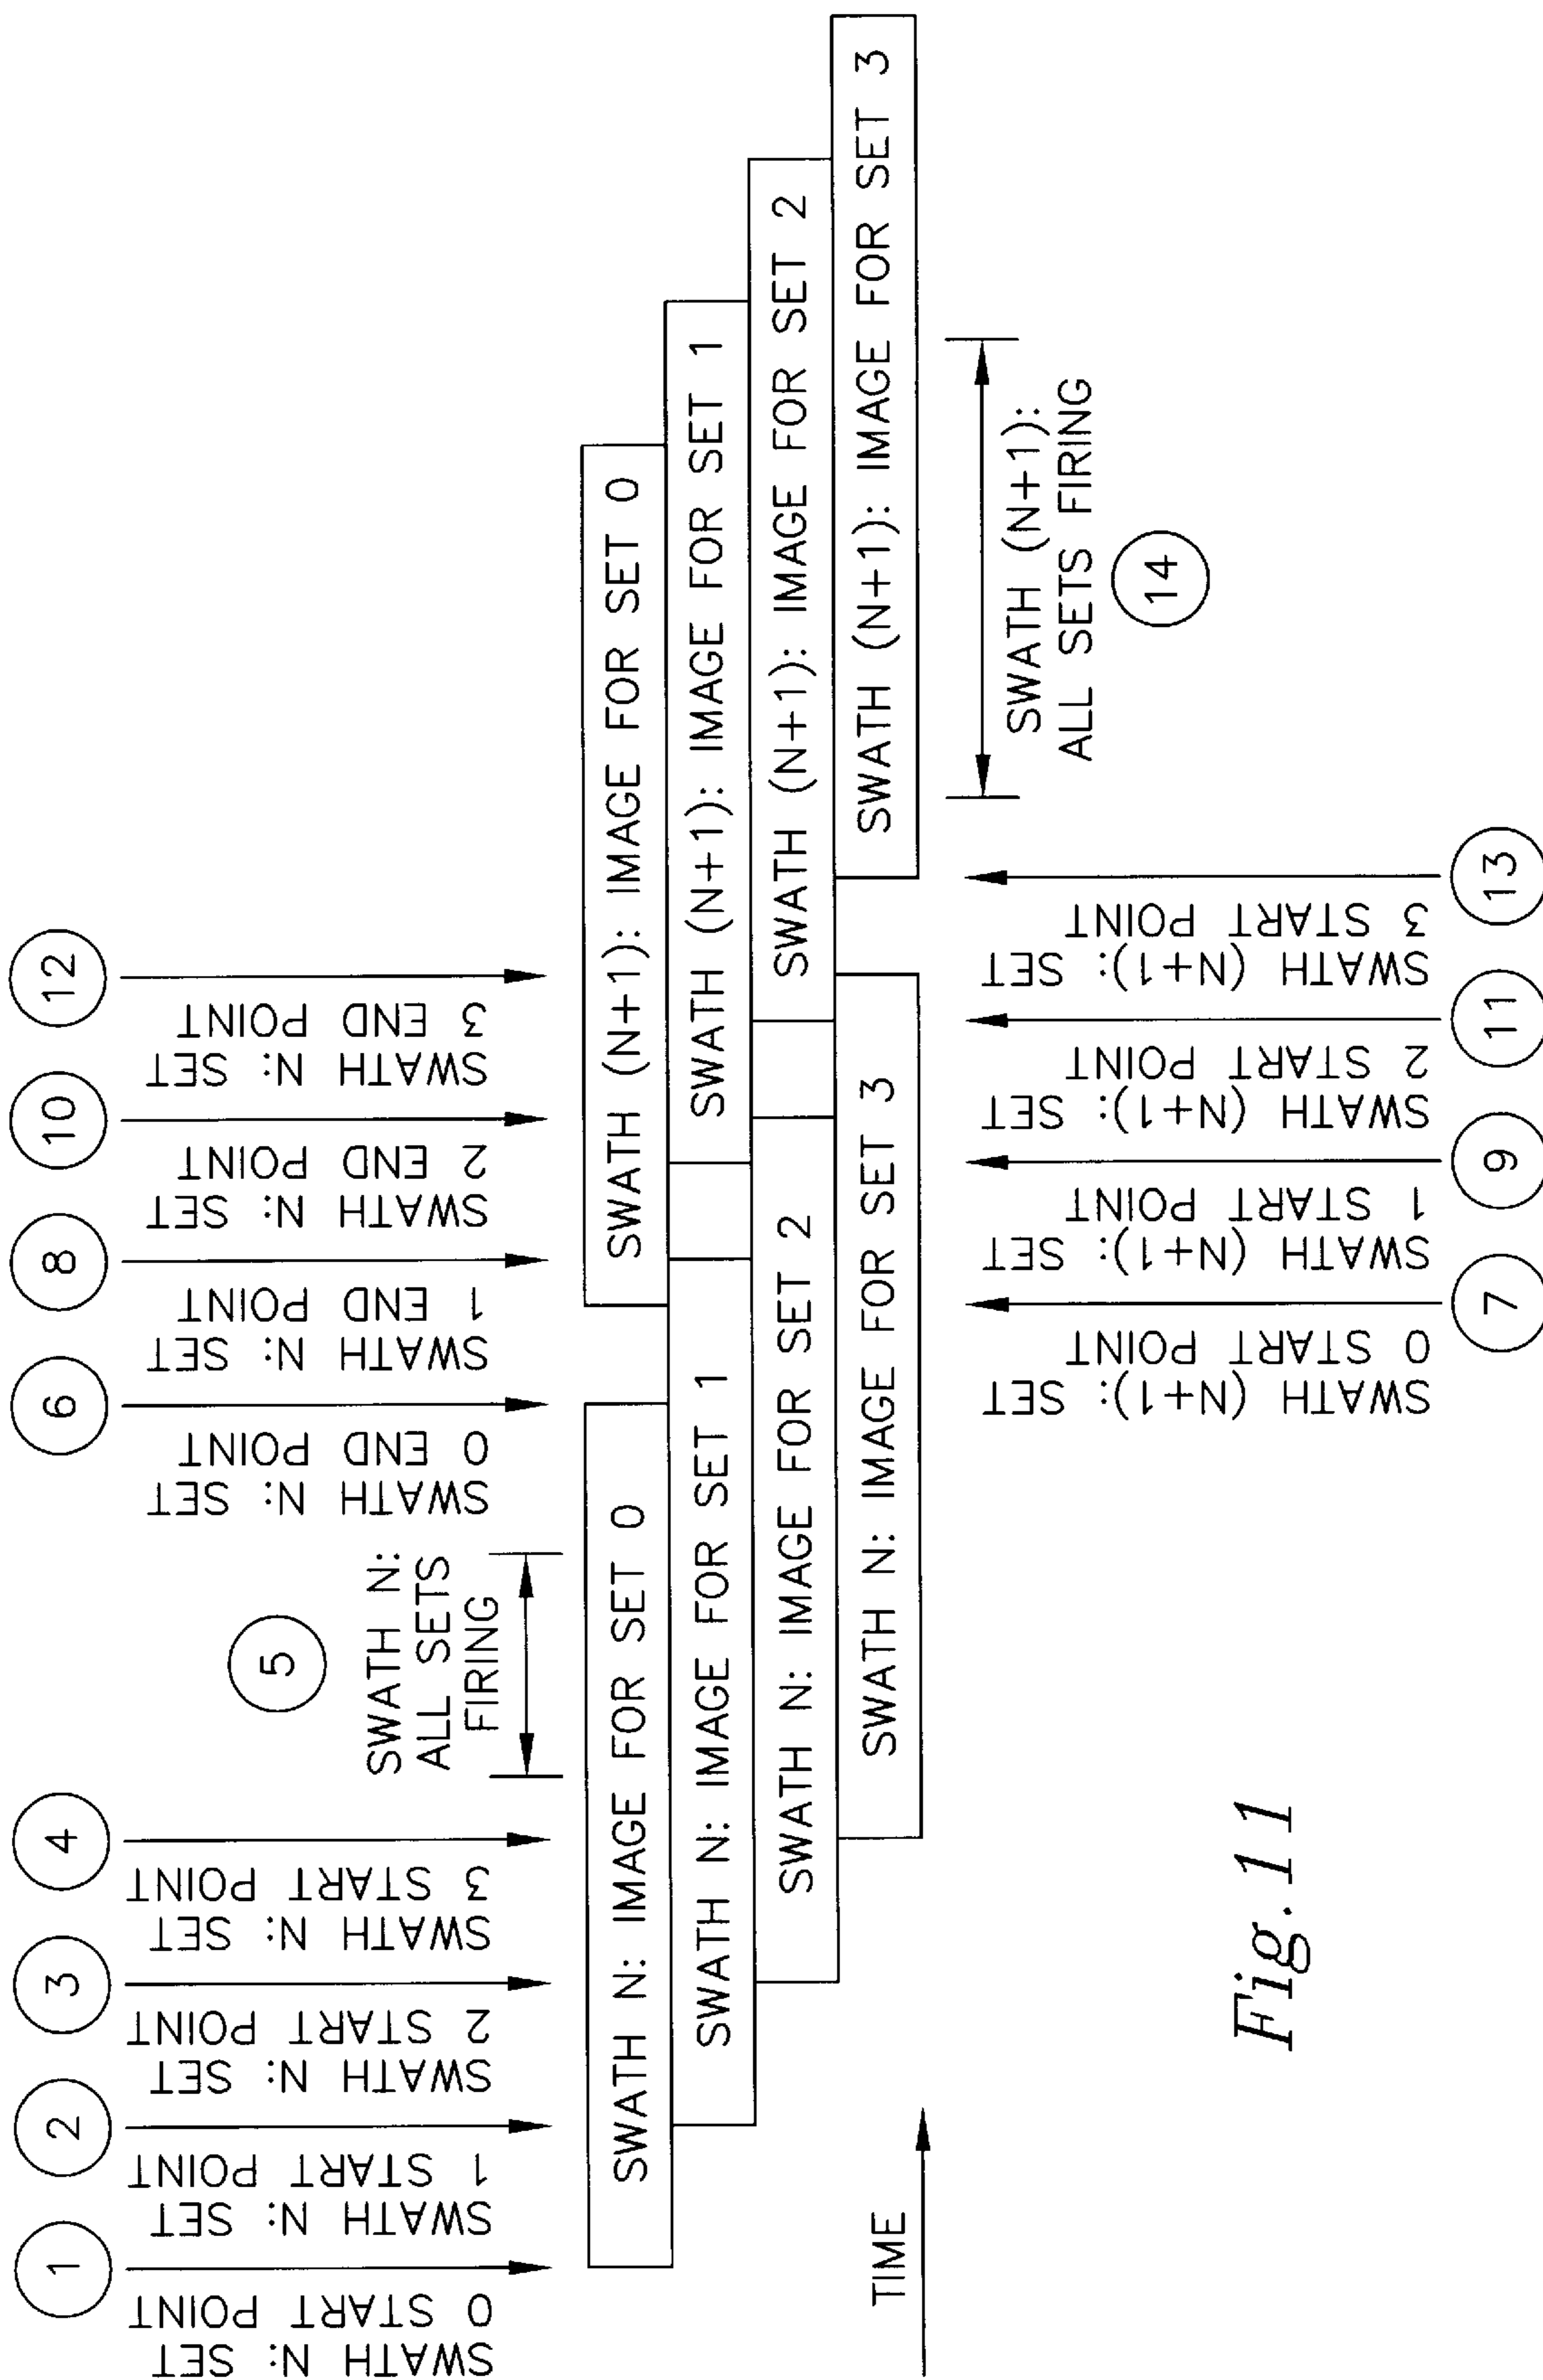 1
SWATH N: SET
0 START POINT
2
SWATH N: SET
1 START POINT
3
SWATH N: SET
2 START POINT
4
SWATH N: SET
3 START POINT
5
SWATH N:
ALL SETS
FIRING
6
SWATH N: SET
0 END POINT
8
SWATH N: SET
1 END POINT
10
SWATH N: SET
2 END POINT
12
SWATH N: SET
3 END POINT
SWATH N: IMAGE FOR SET 0
SWATH (N+1): IMAGE FOR SET 0
SWATH N: IMAGE FOR SET 1
SWATH (N+1): IMAGE FOR SET 1
SWATH N: IMAGE FOR SET 2
SWATH (N+1): IMAGE FOR SET 2
SWATH N: IMAGE FOR SET 3
SWATH (N+1): IMAGE FOR SET 3
TIME
SWATH (N+1): SET
0 START POINT
7
SWATH (N+1): SET
1 START POINT
9
SWATH (N+1): SET
2 START POINT
11
SWATH (N+1): SET
3 START POINT
13
SWATH (N+1):
ALL SETS FIRING
14
Fig. 11